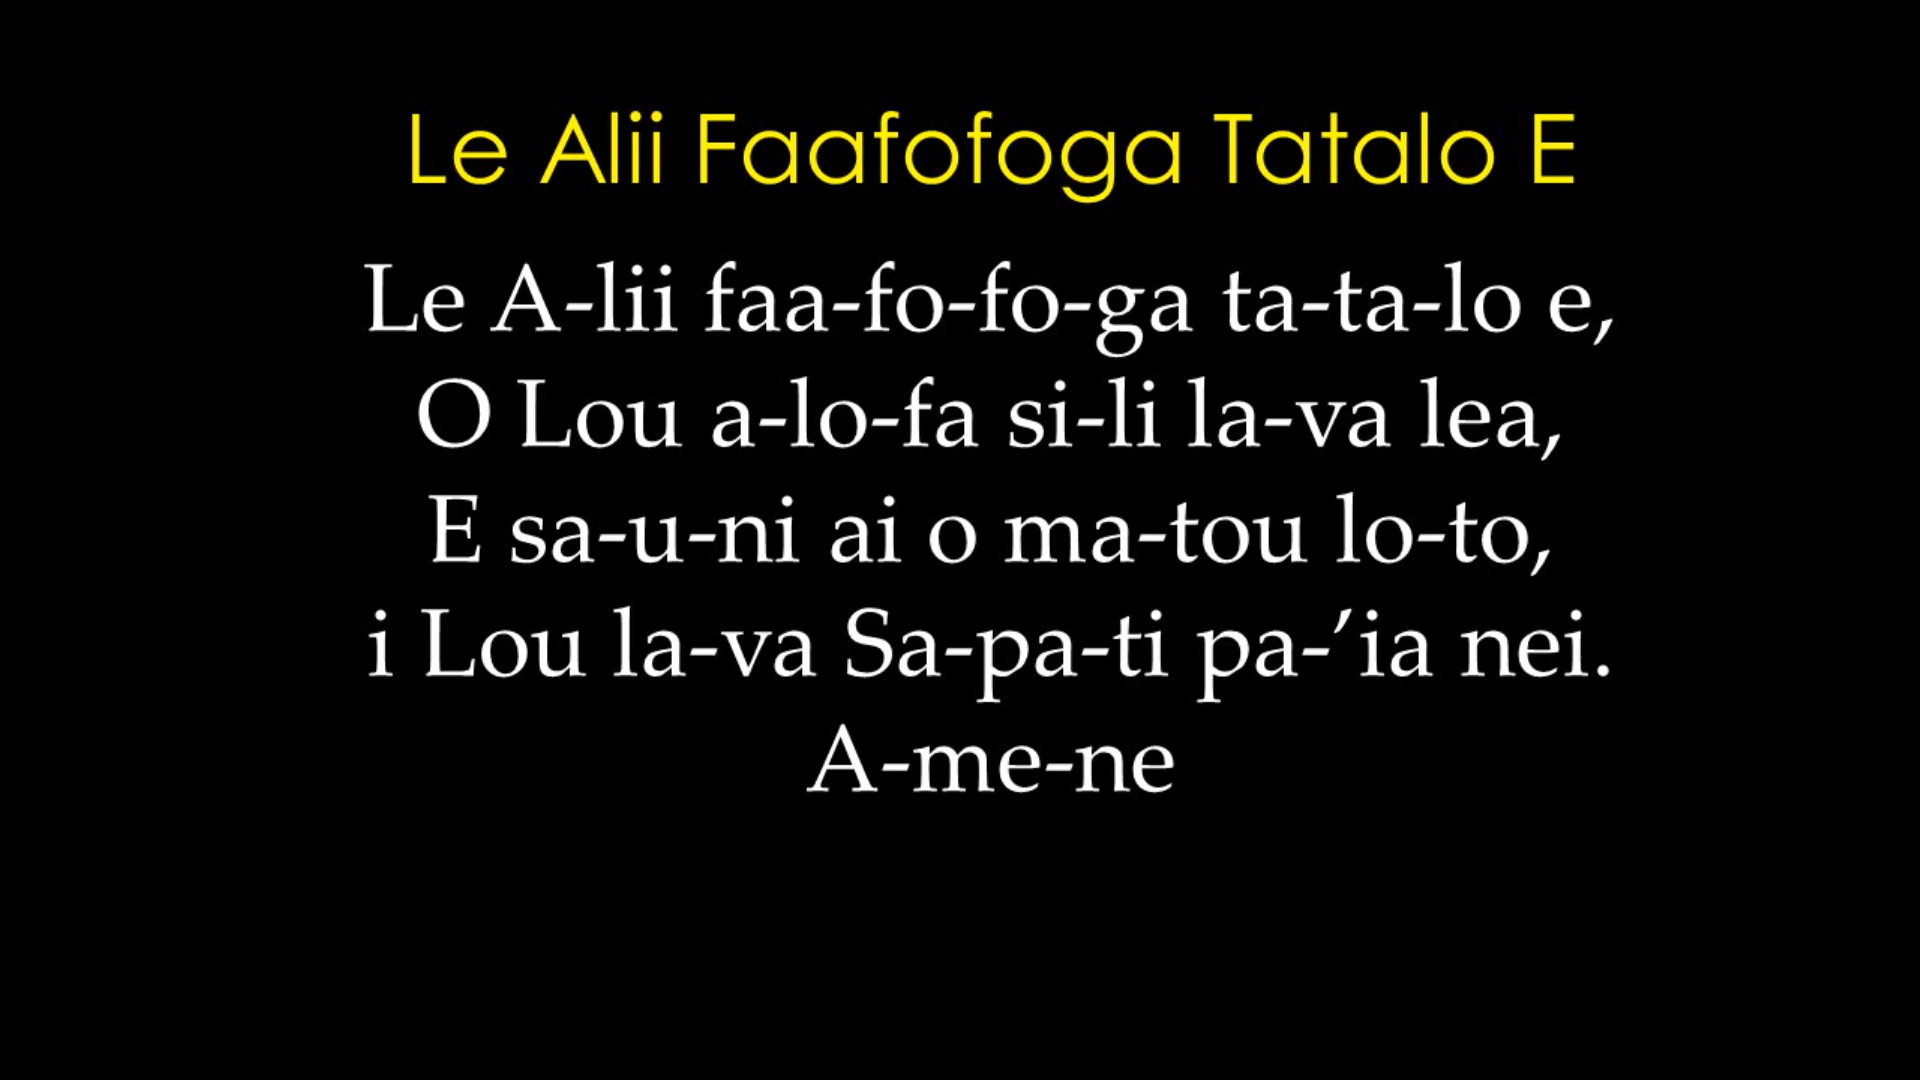 Le Alii Faafofoga Tatalo E
Le A-lii faa-fo-fo-ga ta-ta-lo e,
O Lou a-lo-fa si-li la-va lea,
E sa-u-ni ai o ma-tou lo-to,
i Lou la-va Sa-pa-ti pa-’ia nei.
A-me-ne